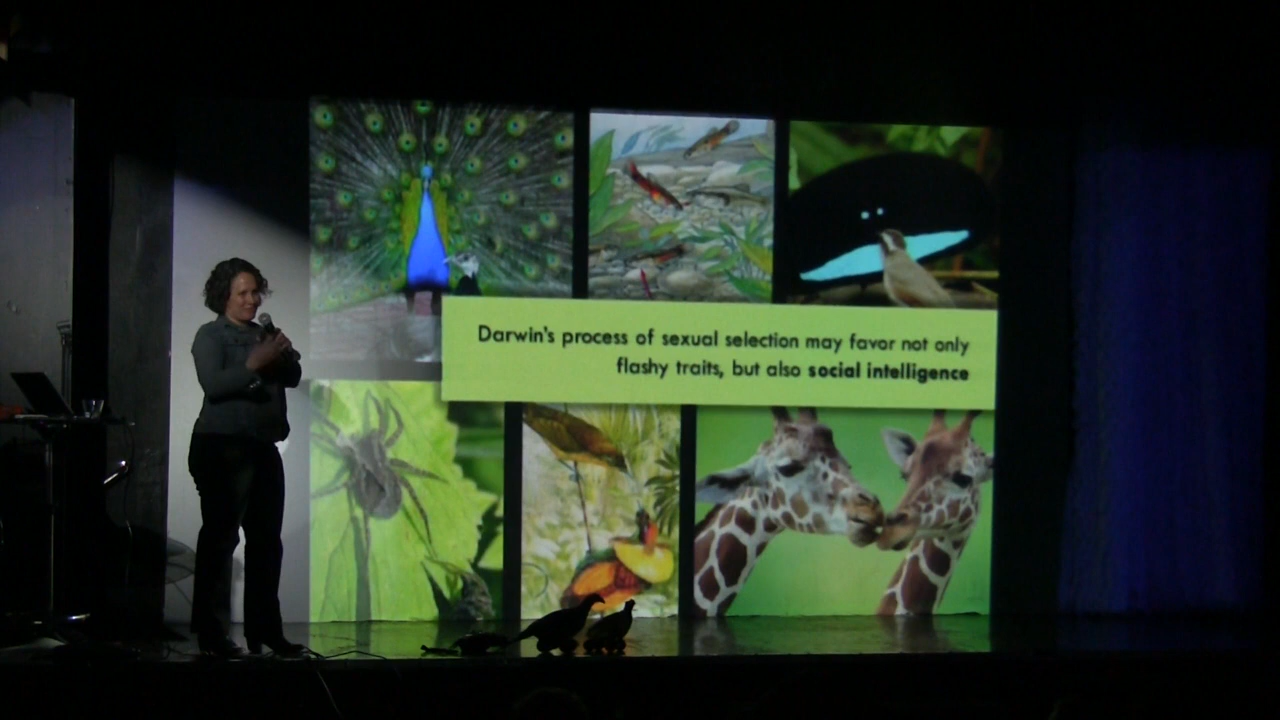 Darwin's process of sexual selection may favor not only
flashy traits, but also social intelligence